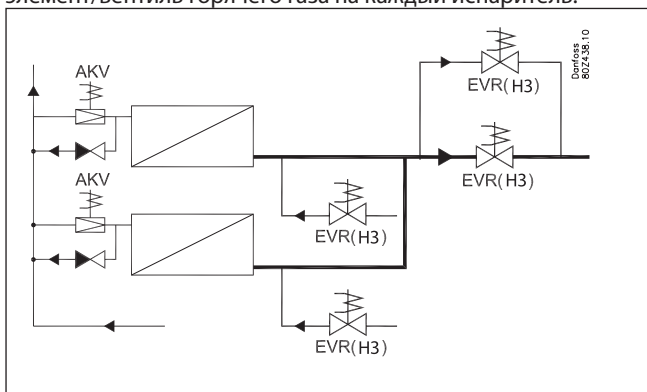 элемент/вентиль горячего газа на каждый испаритель.
AKV
EVR(H3)
Danfoss
80Z438.10
EVR(H3)
AKV
EVR(H3)
EVR(H3)